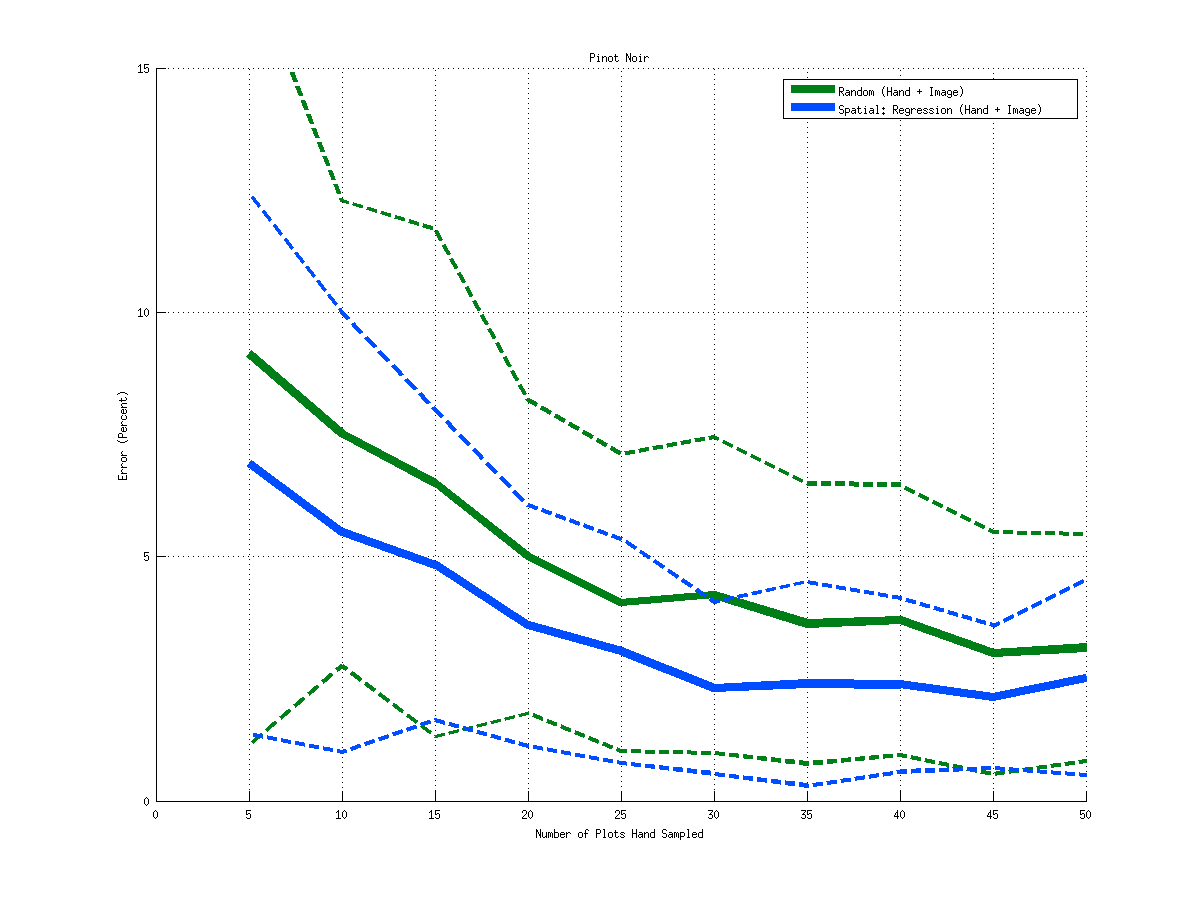 Pinot Noir
15
Random (Hand + Image)
Spatial: Regression (Hand + Image)
10
Error (Percent)
5
0
0 5 10 15 20 25 30 35 40 45 50
Number of Plots Hand Sampled